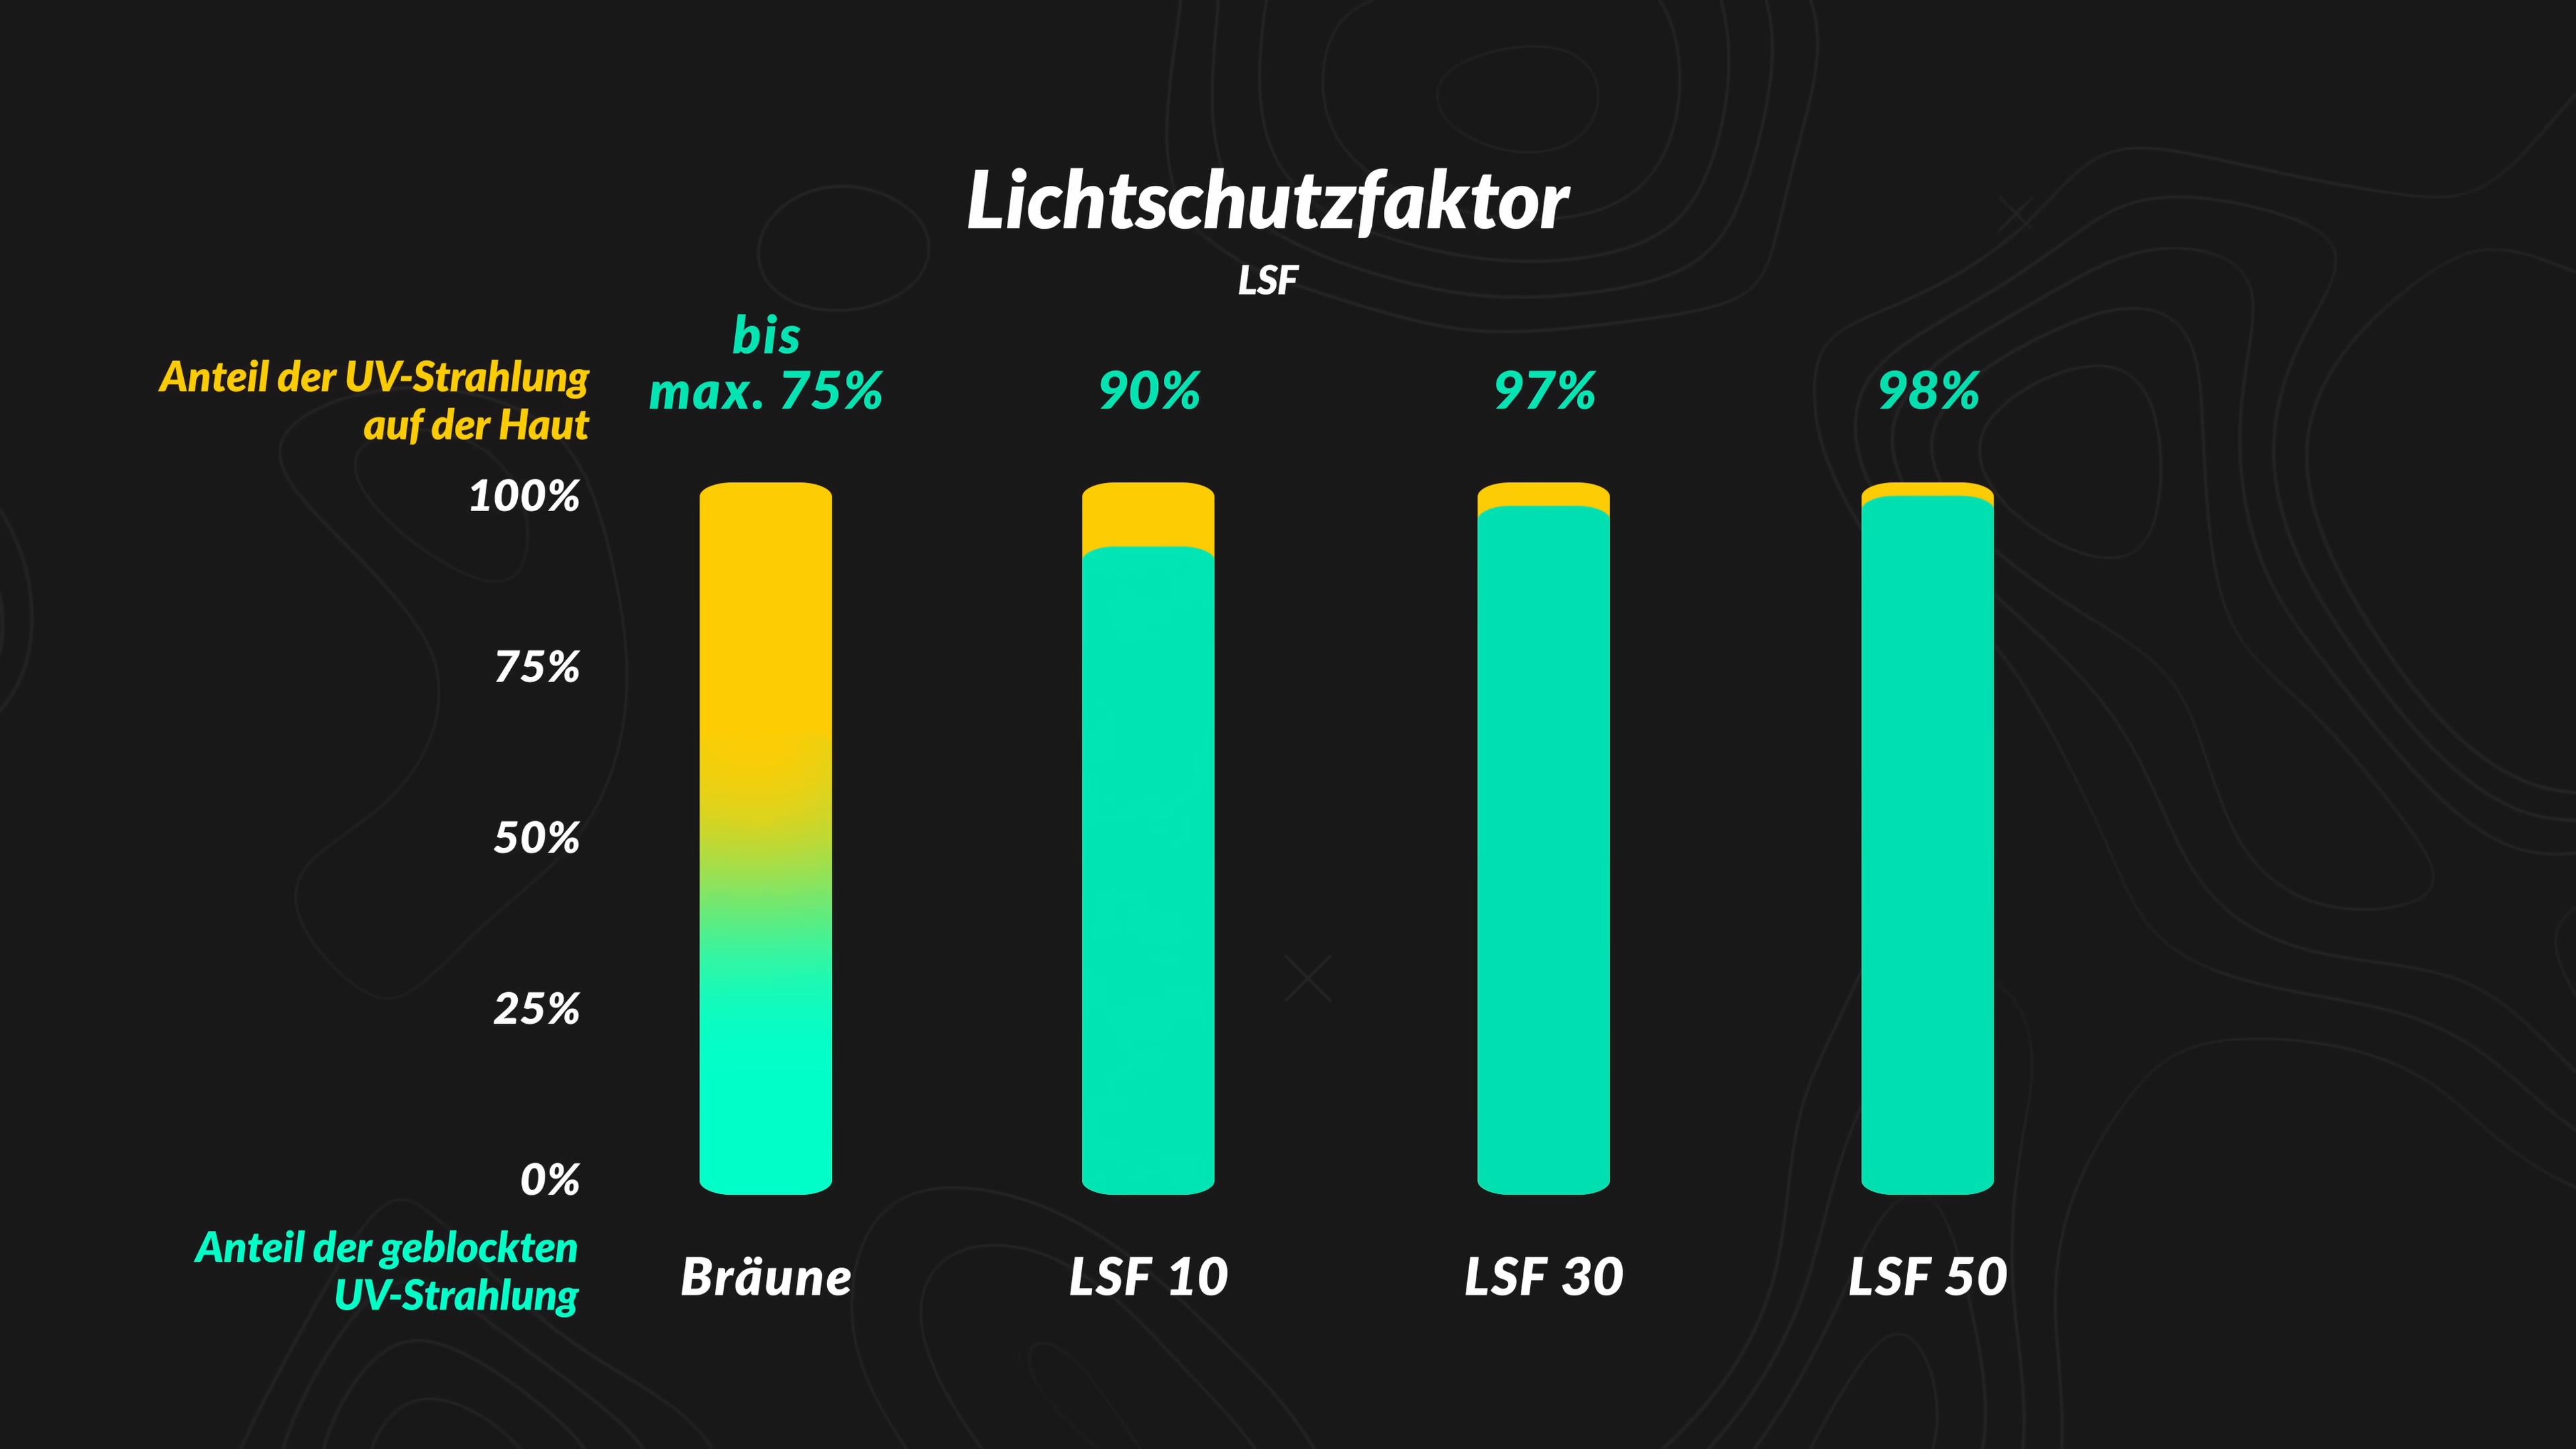 Lichtschutzfaktor
LSF
Anteil der UV-Strahlung
auf der Haut
bis
max. 75%
90%
97%
98%
100%
75%
50%
25%
0%
Anteil der geblockten
UV-Strahlung
Bräune
LSF 10
LSF 30
LSF 50